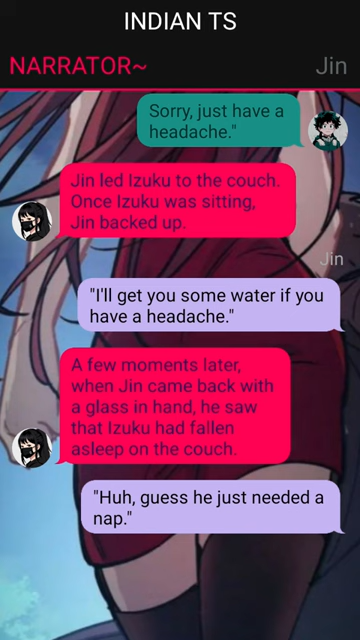 INDIAN TS
NARRATOR~ Jin
Sorry, just have a
headache."
Jin led Izuku to the couch.
Once Izuku was sitting,
Jin backed up.
Jin
"I'll get you some water if you
have a headache."
A few moments later,
when Jin came back with
a glass in hand, he saw
that Izuku had fallen
asleep on the couch.
"Huh, guess he just needed a
nap."